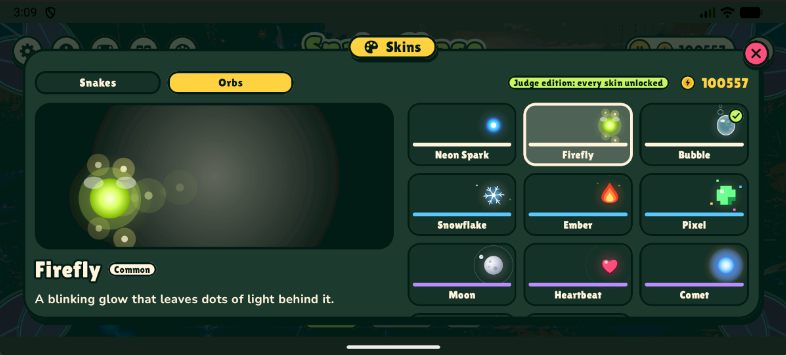 3:09
Skins
Snakes
Orbs
Judge edition: every skin unlocked
100557
Neon Spark
Firefly
Bubble
Snowflake
Ember
Pixel
Moon
Heartbeat
Comet
Firefly
Common
A blinking glow that leaves dots of light behind it.